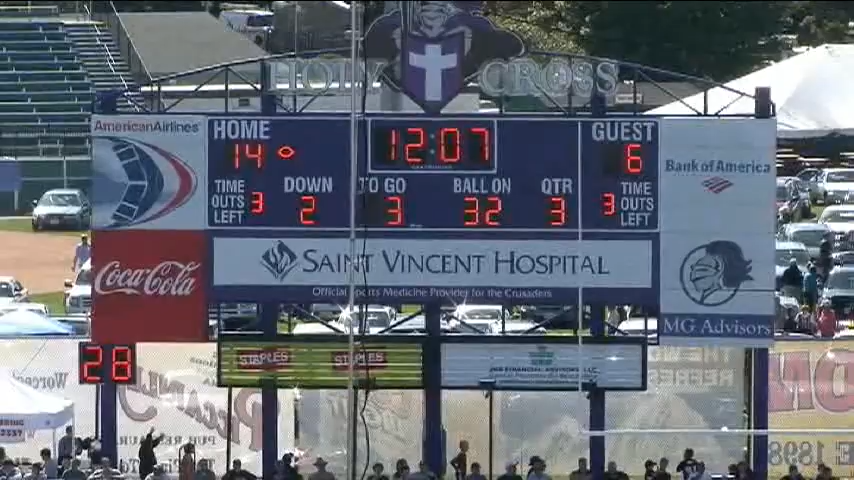 HOLY CROSS
AmericanAirlines
HOME
14
12:07
GUEST
6
Bank of America
TIME OUTS LEFT 3
DOWN
2
TO GO
3
BALL ON
32
QTR
3
3 TIME OUTS LEFT
Coca-Cola
SAINT VINCENT HOSPITAL
Official Sports Medicine Provider for the Crusaders
MG Advisors
28
STAPLES STAPLES